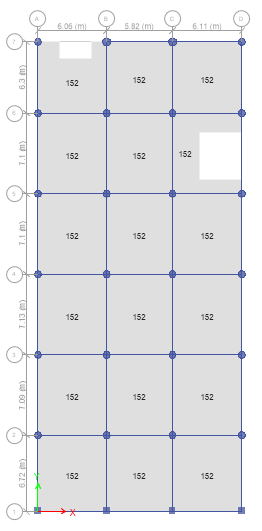 A B C D
6.05 (m) 5.82 (m) 6.11 (m)
7
6.3 (m)
152 152 152
6
7.1 (m)
152 152 152
5
7.1 (m)
152 152 152
4
7.13 (m)
152 152 152
3
7.09 (m)
152 152 152
2
6.72 (m)
152 152 152
Y
1
X